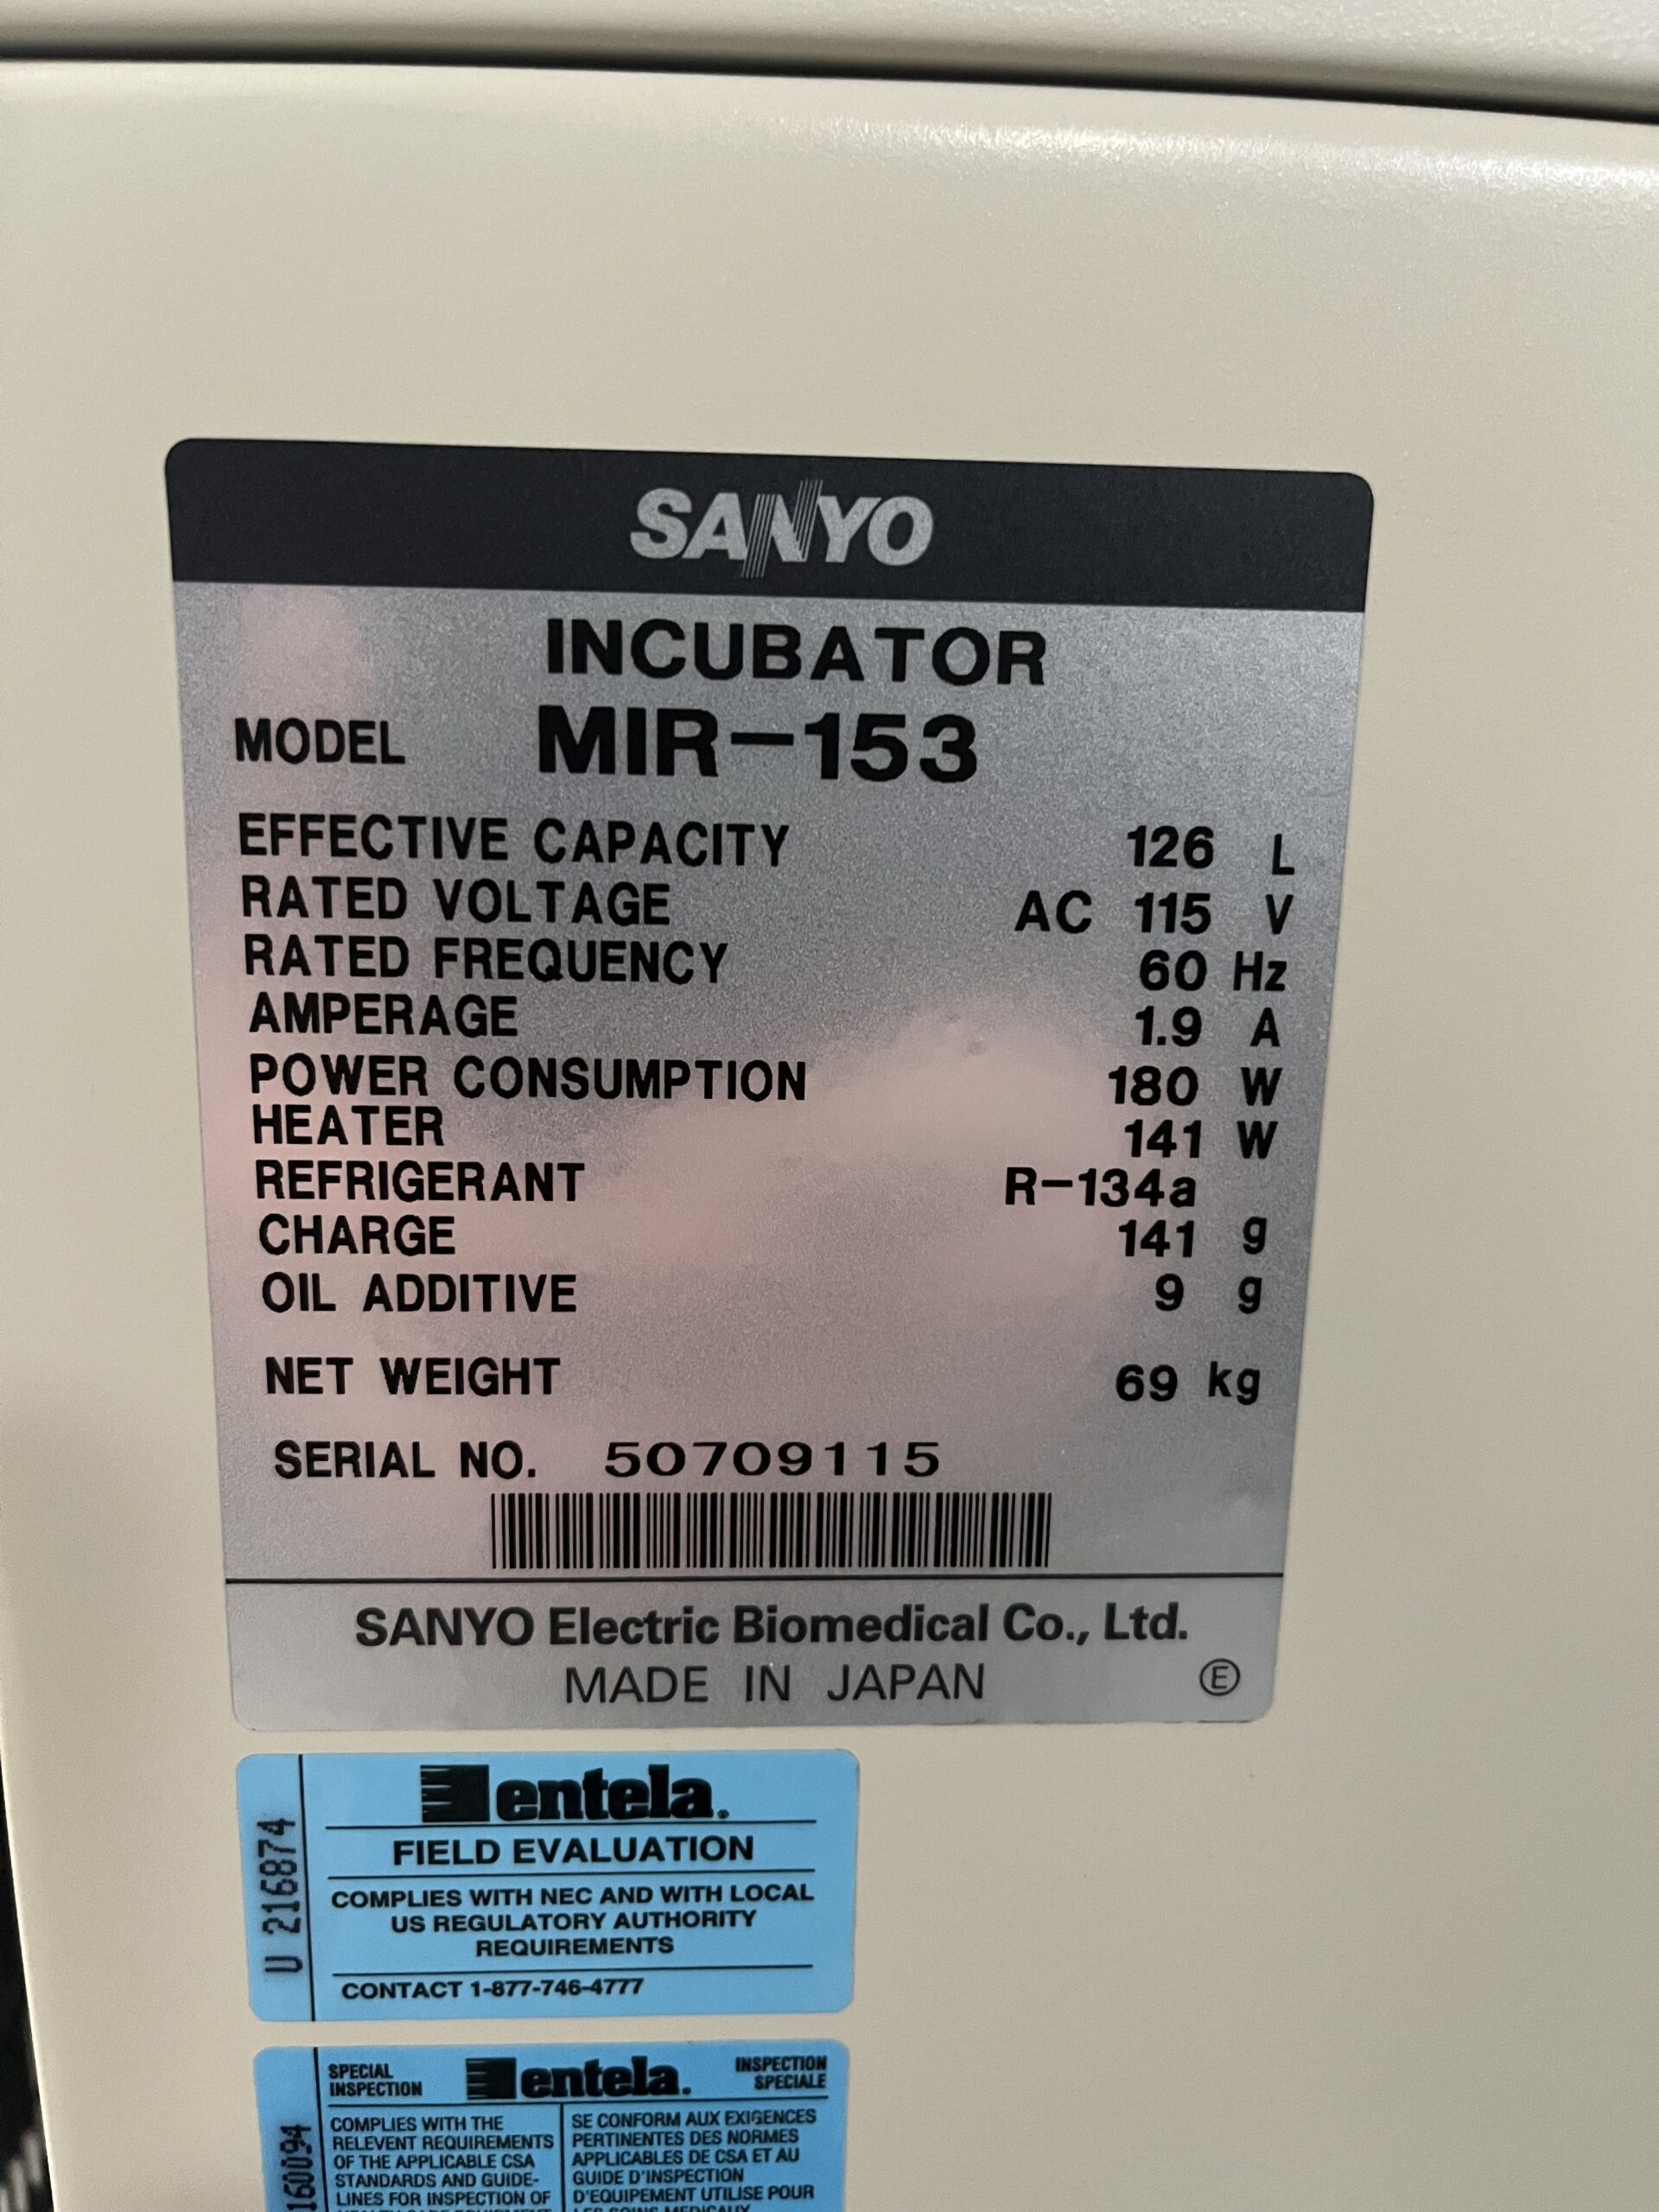 SANYO
INCUBATOR
MODEL MIR-153
EFFECTIVE CAPACITY 126 L
RATED VOLTAGE AC 115 V
RATED FREQUENCY 60 Hz
AMPERAGE 1.9 A
POWER CONSUMPTION 180 W
HEATER 141 W
REFRIGERANT R-134a
CHARGE 141 g
OIL ADDITIVE 9 g
NET WEIGHT 69 kg
SERIAL NO. 50709115
SANYO Electric Biomedical Co., Ltd.
MADE IN JAPAN Ⓔ
U 216874
entela.
FIELD EVALUATION
COMPLIES WITH NEC AND WITH LOCAL
US REGULATORY AUTHORITY
REQUIREMENTS
CONTACT 1-877-746-4777
160094
SPECIAL
INSPECTION
entela.
INSPECTION
SPECIALE
COMPLIES WITH THE
RELEVENT REQUIREMENTS
OF THE APPLICABLE CSA
STANDARDS AND GUIDE-
LINES FOR INSPECTION OF
SE CONFORM AUX EXIGENCES
PERTINENTES DES NORMES
APPLICABLES DE CSA ET AU
GUIDE D'INSPECTION
D'EQUIPEMENT UTILISE POUR